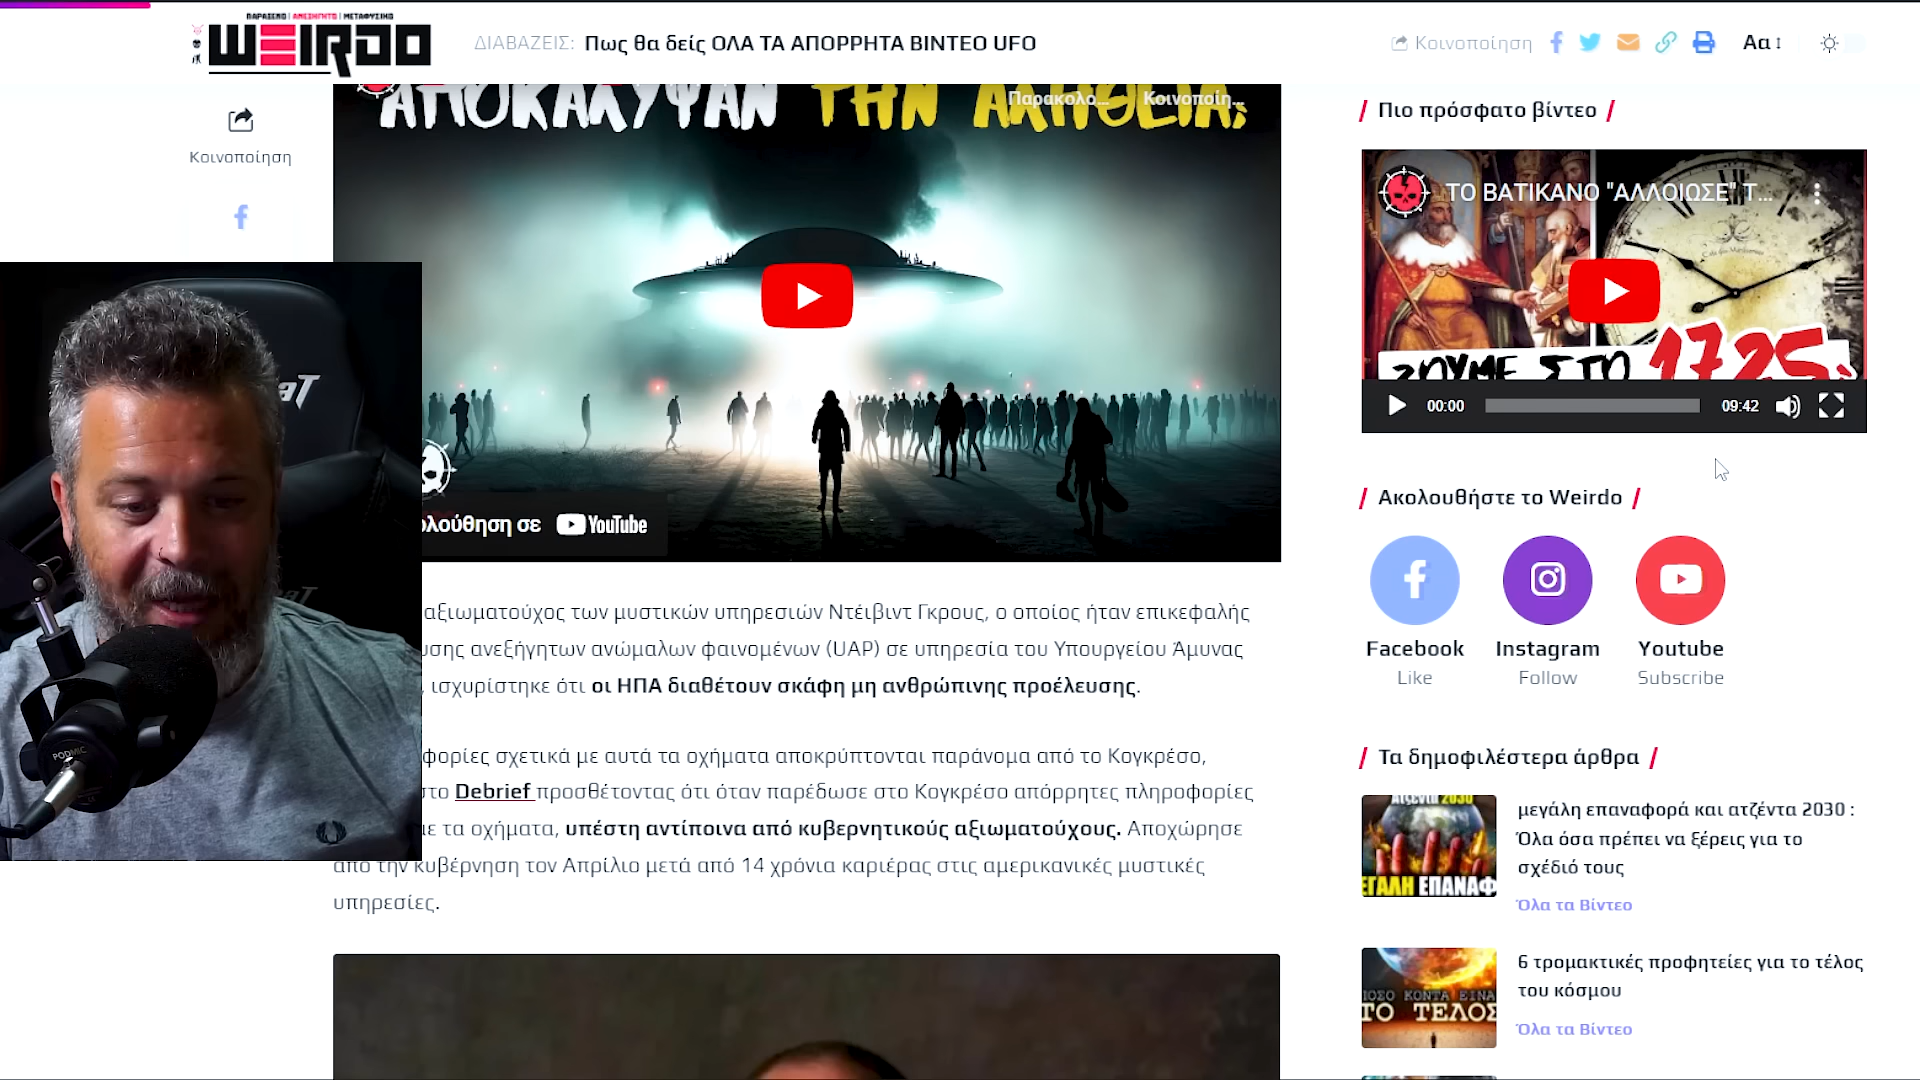 ΠΑΡΑΞΕΝΟ | ΑΝΕΞΗΓΗΤΟ | ΜΕΤΑΦΥΣΙΚΟ
WEIRDO
ΔΙΑΒΑΖΕΙΣ: Πως θα δείς ΟΛΑ ΤΑ ΑΠΟΡΡΗΤΑ ΒΙΝΤΕΟ UFO
Κοινοποίηση
Αα
Κοινοποίηση
ΑΠΟΚΑΛΥΨΑΝ ΤΗΝ ΑΛΗΘΕΙΑ;
Παρακολο...
Κοινοποίη...
YouTube
αξιωματούχος των μυστικών υπηρεσιών Ντέιβιντ Γκρους, ο οποίος ήταν επικεφαλής
ανεξήγητων ανώμαλων φαινομένων (UAP) σε υπηρεσία του Υπουργείου Άμυνας
ισχυρίστηκε ότι οι ΗΠΑ διαθέτουν σκάφη μη ανθρώπινης προέλευσης.
σχετικά με αυτά τα οχήματα αποκρύπτονται παράνομα από το Κογκρέσο,
στο Debrief προσθέτοντας ότι όταν παρέδωσε στο Κογκρέσο απόρρητες πληροφορίες
με τα οχήματα, υπέστη αντίποινα από κυβερνητικούς αξιωματούχους. Αποχώρησε
από την κυβέρνηση τον Απρίλιο μετά από 14 χρόνια καριέρας στις αμερικανικές μυστικές
υπηρεσίες.
PODMIC
Πιο πρόσφατο βίντεο
ΤΟ ΒΑΤΙΚΑΝΟ "ΑΛΛΟΙΩΣΕ" Τ...
ΖΟΥΜΕ ΣΤΟ 1725;
00:00
09:42
Ακολουθήστε το Weirdo
Facebook
Like
Instagram
Follow
Youtube
Subscribe
Τα δημοφιλέστερα άρθρα
μεγάλη επαναφορά και ατζέντα 2030 :
Όλα όσα πρέπει να ξέρεις για το
σχέδιό τους
Όλα τα Βίντεο
6 τρομακτικές προφητείες για το τέλος
του κόσμου
Όλα τα Βίντεο
ΚΟΝΤΑ ΕΙΝΑ
ΤΟ ΤΕΛΟΣ